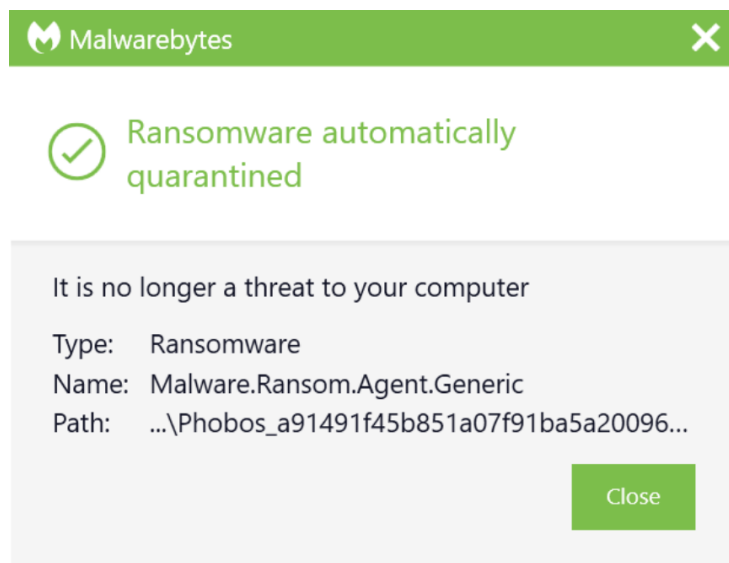 Malwarebytes
Ransomware automatically
quarantined
It is no longer a threat to your computer
Type: Ransomware
Name: Malware.Ransom.Agent.Generic
Path: ...\Phobos_a91491f45b851a07f91ba5a20096...
Close